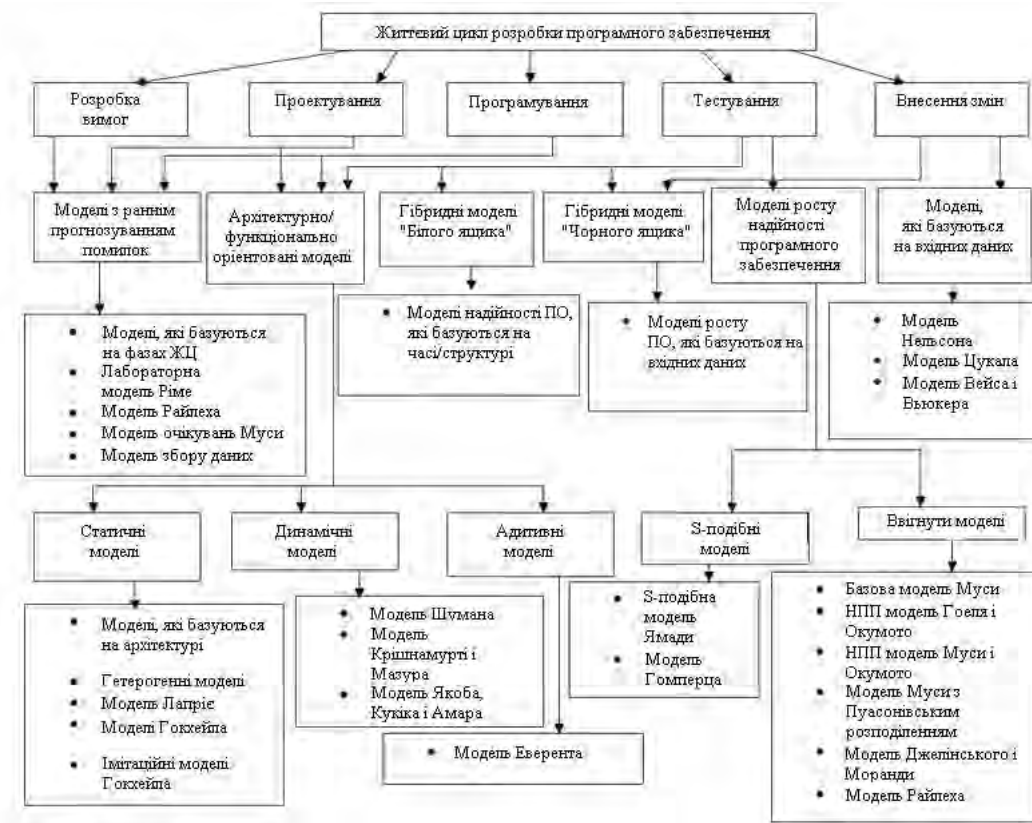 Життєвий цикл розробки програмного забезпечення
Розробка
вимог
Проектування
Програмування
Тестування
Внесення змін
Моделі з раннім
прогнозуванням
помилок
Архітектурно/
функціонально
орієнтовані моделі
Гібридні моделі
"Білого ящика"
Гібридні моделі
"Чорного ящика"
Моделі росту
надійності
програмного
забезпечення
Моделі,
які базуються
на вхідних даних
• Моделі, які базуються
на фазах ЖЦ
• Лабораторна
модель Ріме
• Модель Райлеха
• Модель очікувань Муси
• Модель збору даних
• Моделі надійності ПО,
які базуються на
часі/структурі
• Моделі росту
ПО, які базуються на
вхідних даних
• Модель
Нельсона
• Модель Цукала
• Модель Вейса і
Вьюкера
Статичні
моделі
Динамічні
моделі
Адитивні
моделі
S-подібні
моделі
Ввігнути моделі
• Моделі, які базуються
на архітектурі
• Гетерогенні моделі
• Модель Лапріє
• Моделі Гокхейла
• Імітаційні моделі
Гокхейла
• Модель Шумана
• Модель
Крішнамурті і
Мазура
• Модель Якоба,
Кукіка і Амара
• Модель Еверента
• S-подібна
модель
Ямади
• Модель
Гомперца
• Базова модель Муси
• НПП модель Гоеля і
Окумото
• НПП модель Муси і
Окумото
• Модель Муси з
Пуасонівським
розподіленням
• Модель Джелінського і
Моранди
• Модель Райлеха